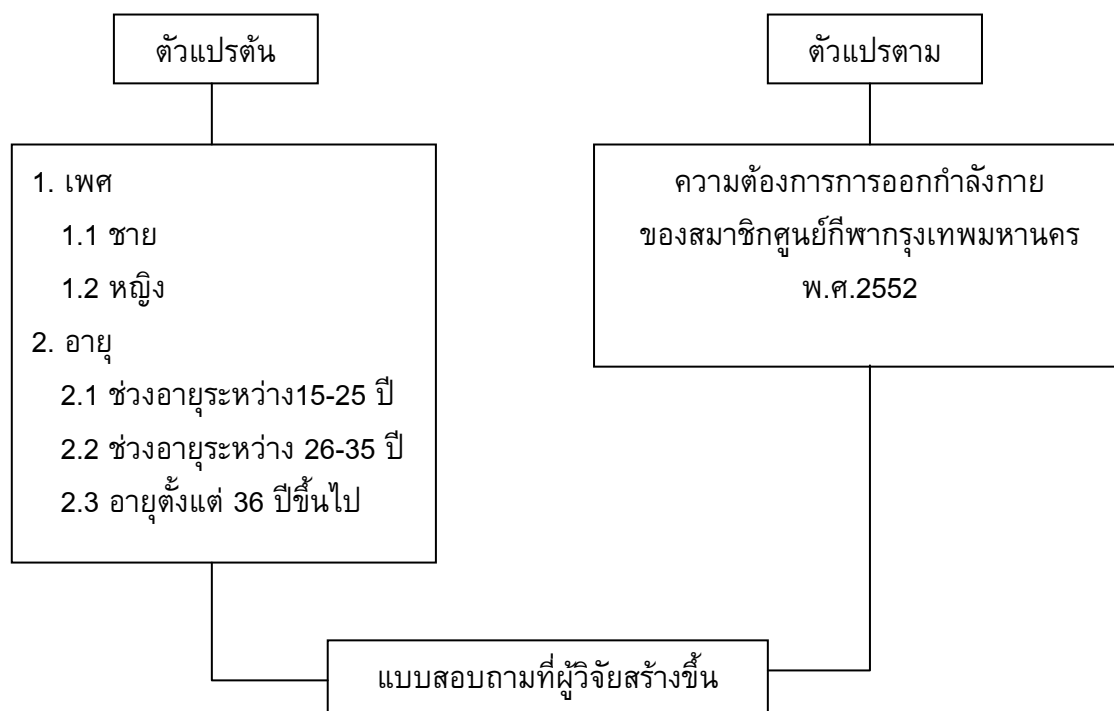 ตัวแปรต้น
ตัวแปรตาม
1. เพศ
1.1 ชาย
1.2 หญิง
2. อายุ
2.1 ช่วงอายุระหว่าง15-25 ปี
2.2 ช่วงอายุระหว่าง 26-35 ปี
2.3 อายุตั้งแต่ 36 ปีขึ้นไป
ความต้องการการออกกำลังกาย
ของสมาชิกศูนย์กีฬากรุงเทพมหานคร
พ.ศ.2552
แบบสอบถามที่ผู้วิจัยสร้างขึ้น